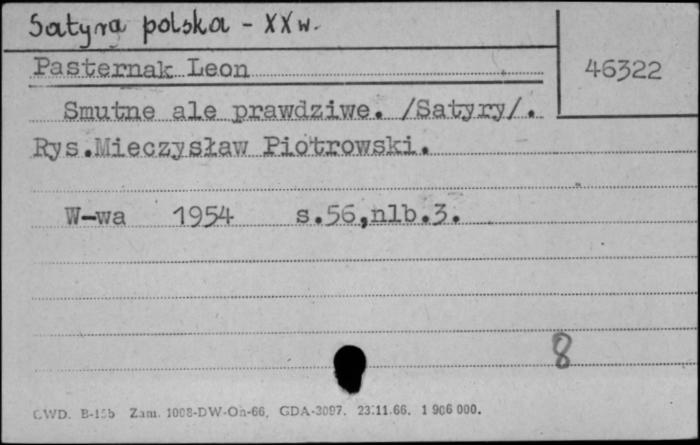 Satyra polska - XX w.
Pasternak Leon
46322
Smutne ale prawdziwe. /Satyry/.
Rys.Mieczysław Piotrowski.
W-wa 1954 s.56,nlb.3.
8
CWD. B-15b Zam. 1008-DW-On-66, GDA-3097. 23.11.66. 1 906 000.